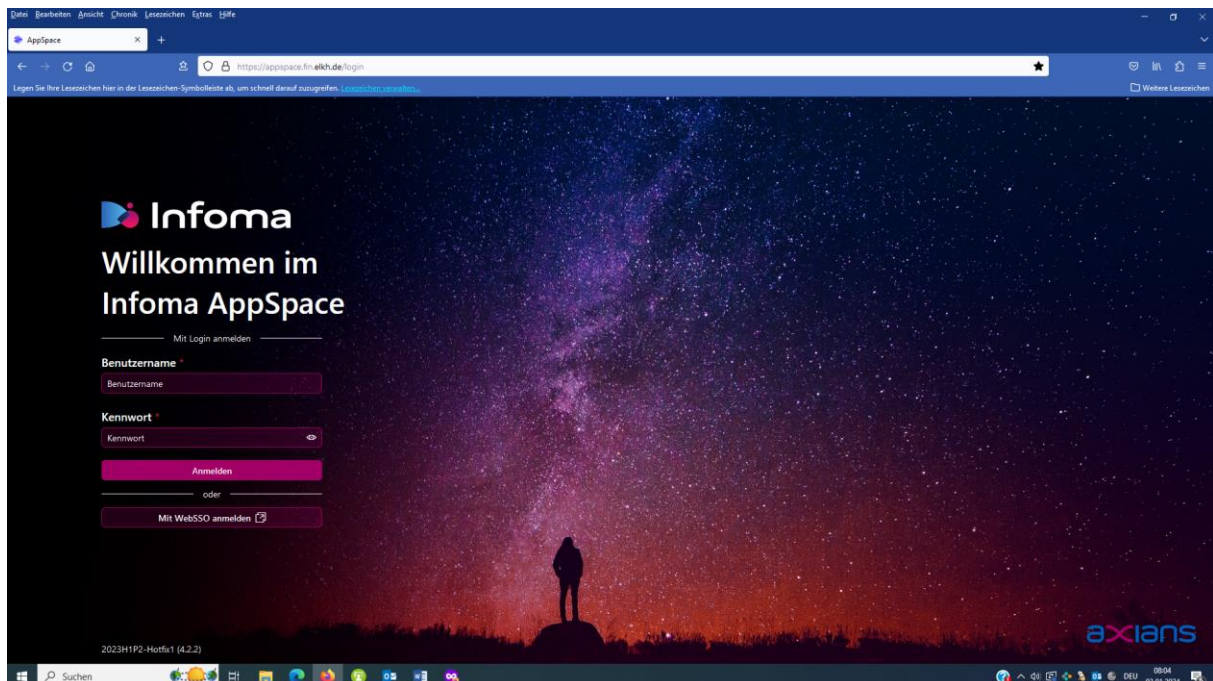 Datei Bearbeiten Ansicht Chronik Lesezeichen Extras Hilfe
AppSpace
https://appspace.fin.elkh.de/login
Legen Sie Ihre Lesezeichen hier in der Lesezeichen-Symbolleiste ab, um schnell darauf zuzugreifen. Lesezeichen verwalten...
Weitere Lesezeichen
Infoma
Willkommen im
Infoma AppSpace
Mit Login anmelden
Benutzername *
Benutzername
Kennwort *
Kennwort
Anmelden
oder
Mit WebSSO anmelden
axians
2023H1P2-Hotfix1 (4.2.2)
Suchen
DEU
08:04